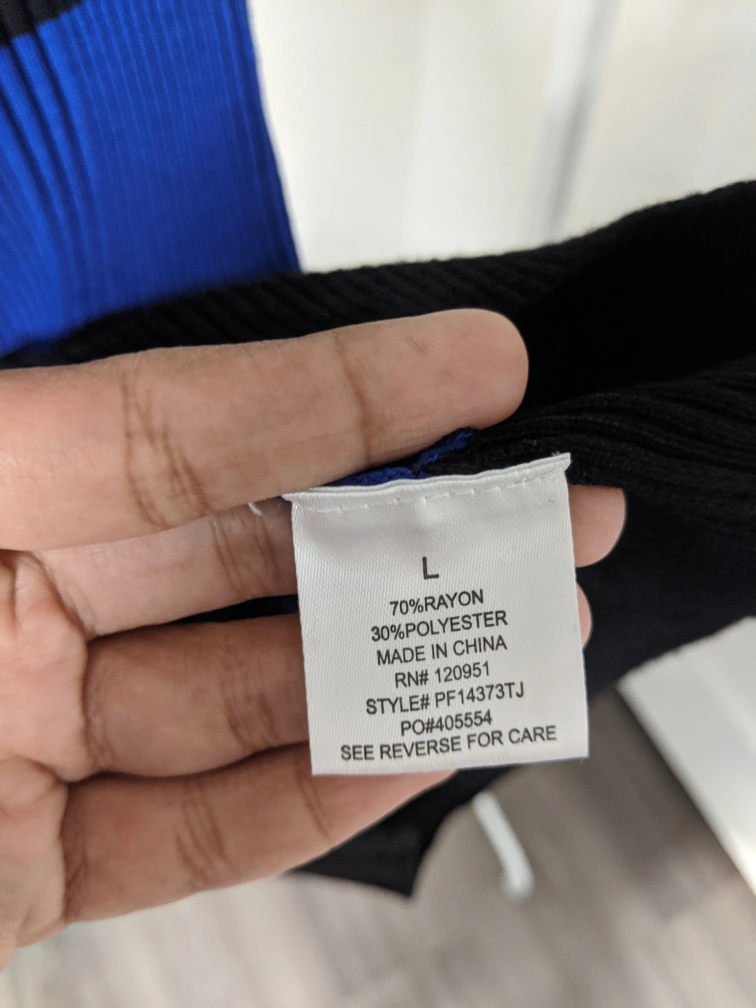 L
70%RAYON
30%POLYESTER
MADE IN CHINA
RN# 120951
STYLE# PF14373TJ
PO#405554
SEE REVERSE FOR CARE